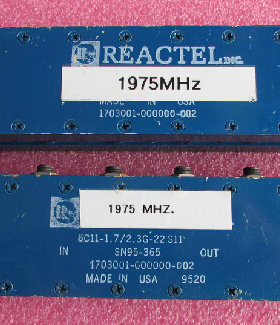 REACTEL INC.
1975MHz
MADE IN USA
1703001-000000-002
1975 MHZ.
6C11-1.7/2.3G-22 S11
IN SN95-365 OUT
1703001-000000-002
MADE IN USA 9520